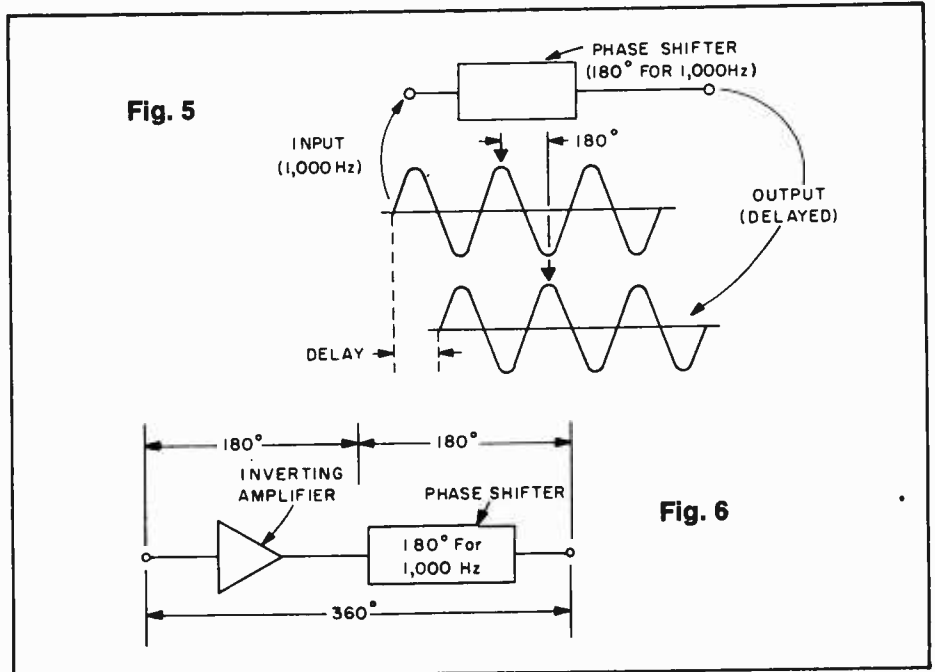 PHASE SHIFTER
(180° FOR 1,000Hz)
Fig. 5
INPUT
(1,000 Hz)
180°
OUTPUT
(DELAYED)
DELAY
180°
180°
INVERTING
AMPLIFIER
PHASE SHIFTER
Fig. 6
180° For
1,000 Hz
360°